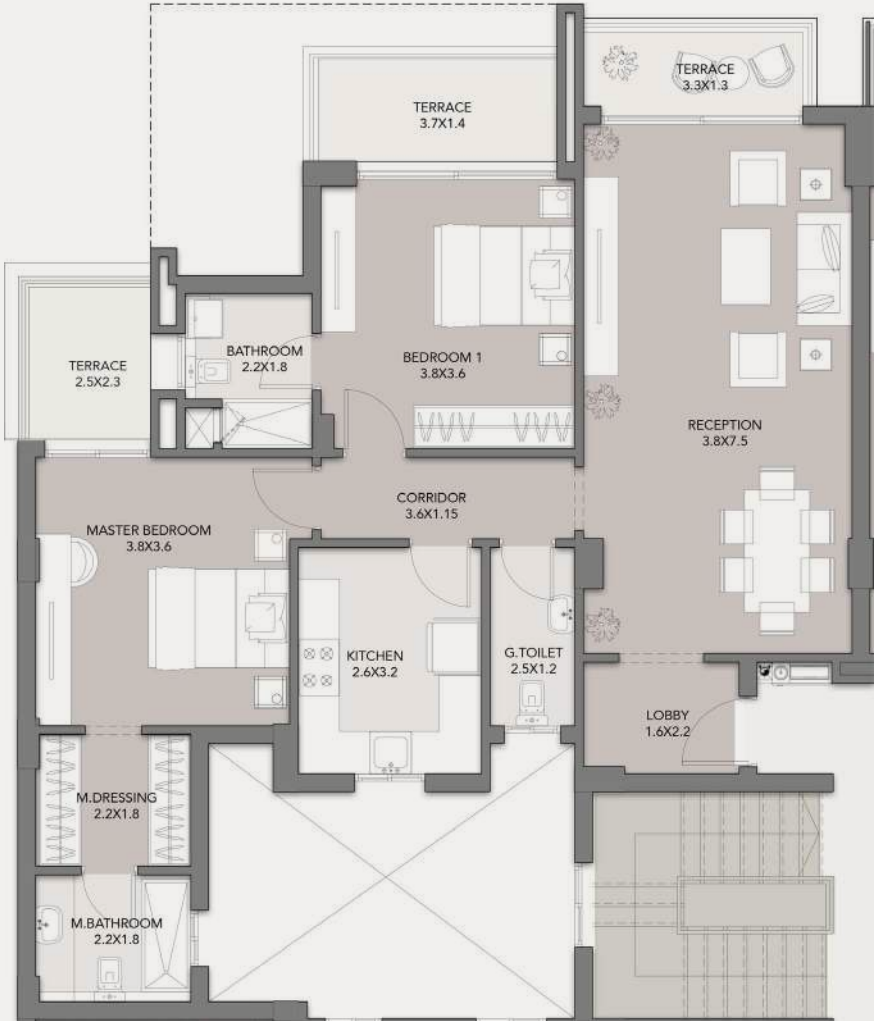 TERRACE
3.3X1.3
TERRACE
3.7X1.4
BATHROOM
2.2X1.8
BEDROOM 1
3.8X3.6
TERRACE
2.5X2.3
RECEPTION
3.8X7.5
CORRIDOR
3.6X1.15
MASTER BEDROOM
3.8X3.6
KITCHEN
2.6X3.2
G.TOILET
2.5X1.2
LOBBY
1.6X2.2
M.DRESSING
2.2X1.8
M.BATHROOM
2.2X1.8